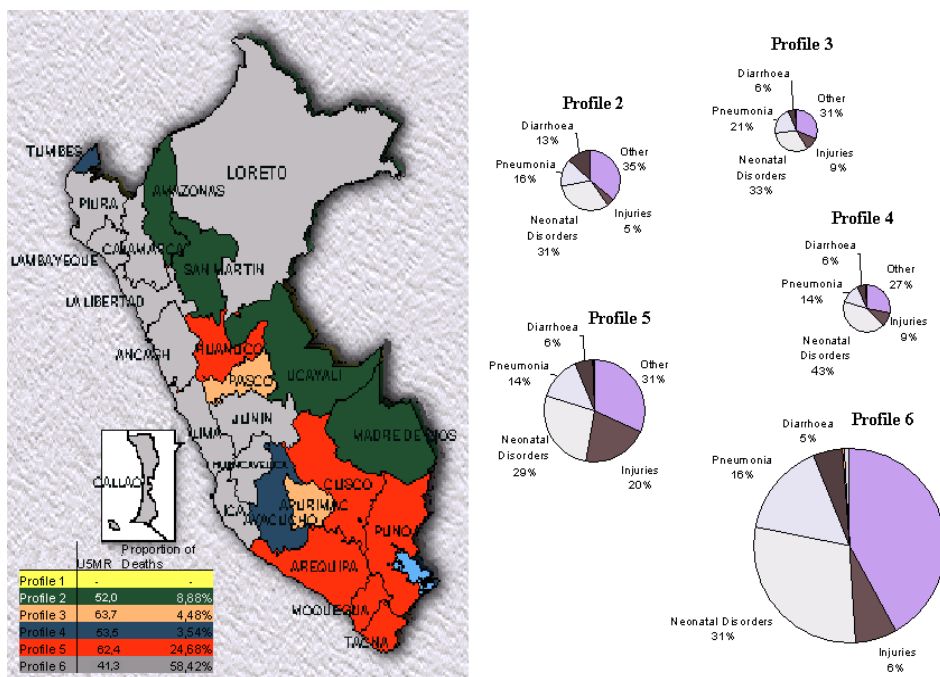 TUMBES
PIURA
LAMBAYEQUE
CAJAMARCA
LA LIBERTAD
AMAZONAS
LORETO
SAN MARTIN
ANCASH
HUANUCO
PASCO
UCAYALI
LIMA
JUNIN
MADRE DE DIOS
HUANCAVELICA
CALLAO
ICA
AYACUCHO
APURIMAC
CUSCO
PUNO
AREQUIPA
MOQUEGUA
TACNA
U5MR Proportion of
Deaths
Profile 1 - -
Profile 2 52,0 8,88%
Profile 3 63,7 4,48%
Profile 4 53,5 3,54%
Profile 5 62,4 24,68%
Profile 6 41,3 58,42%
Profile 2
Diarrhoea
13%
Other
35%
Pneumonia
16%
Injuries
5%
Neonatal
Disorders
31%
Profile 3
Diarrhoea
6%
Other
31%
Pneumonia
21%
Injuries
9%
Neonatal
Disorders
33%
Profile 4
Diarrhoea
6%
Other
27%
Pneumonia
14%
Injuries
9%
Neonatal
Disorders
43%
Profile 5
Diarrhoea
6%
Other
31%
Pneumonia
14%
Neonatal
Disorders
29%
Injuries
20%
Profile 6
Diarrhoea
5%
Pneumonia
16%
Neonatal Disorders
31%
Injuries
6%